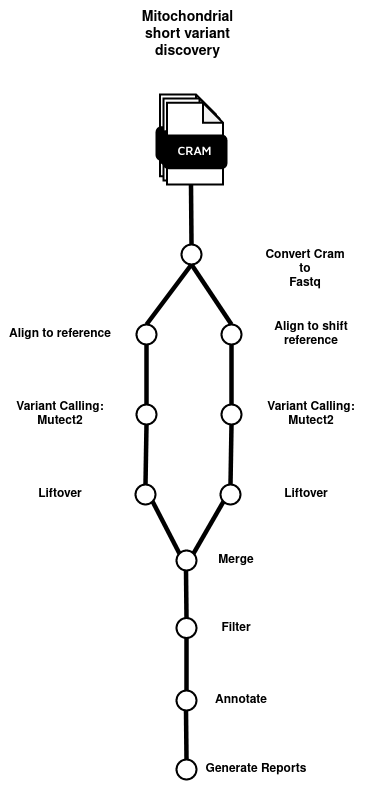 Mitochondrial
short variant
discovery
CRAM
Convert Cram
to
Fastq
Align to reference
Align to shift
reference
Variant Calling:
Mutect2
Variant Calling:
Mutect2
Liftover
Liftover
Merge
Filter
Annotate
Generate Reports